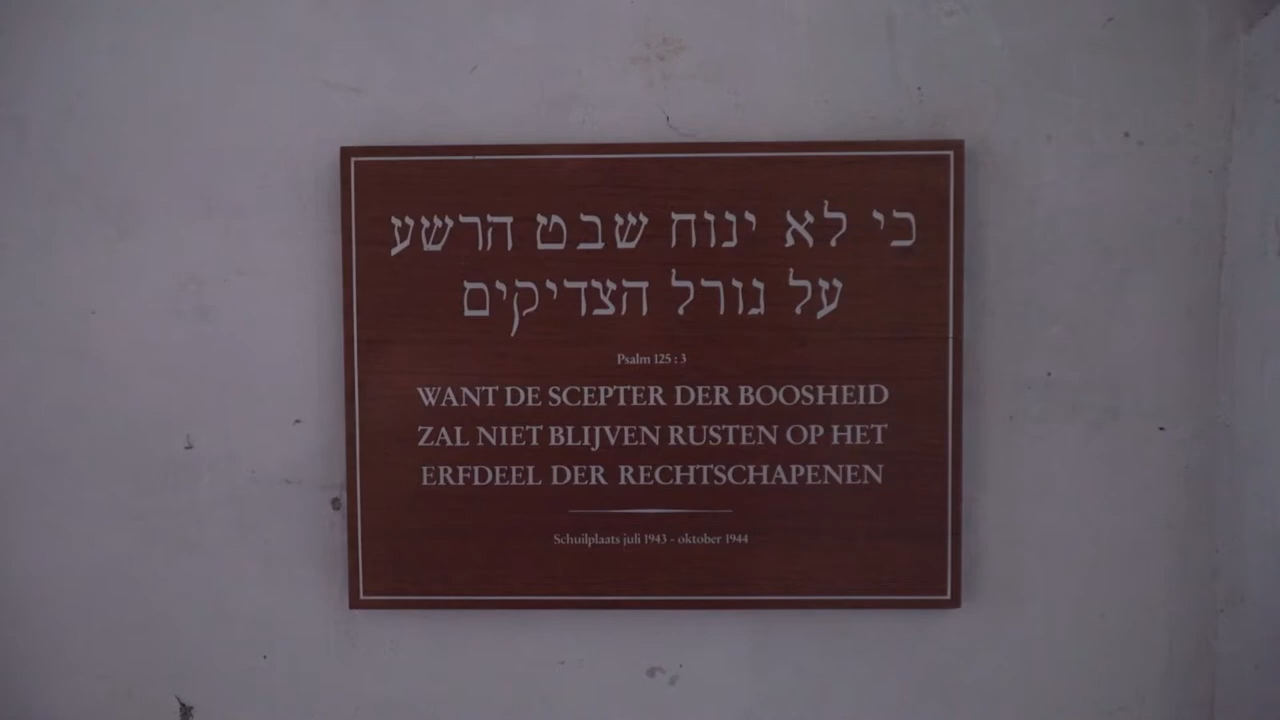 כי לא ינוח שבט הרשע
על גורל הצדיקים
Psalm 125 : 3
WANT DE SCEPTER DER BOOSHEID
ZAL NIET BLIJVEN RUSTEN OP HET
ERFDEEL DER RECHTSCHAPENEN
Schuilplaats juli 1943 - oktober 1944